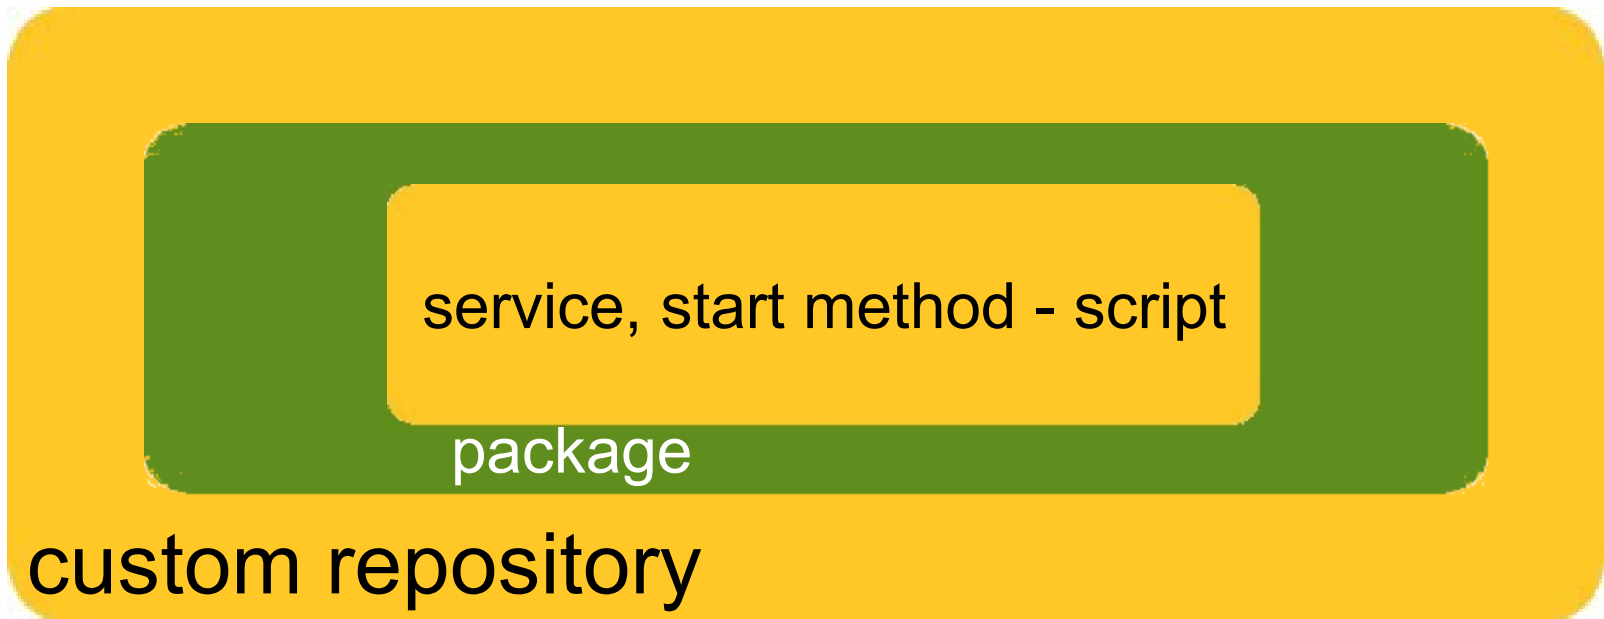 service, start method - script
package
custom repository